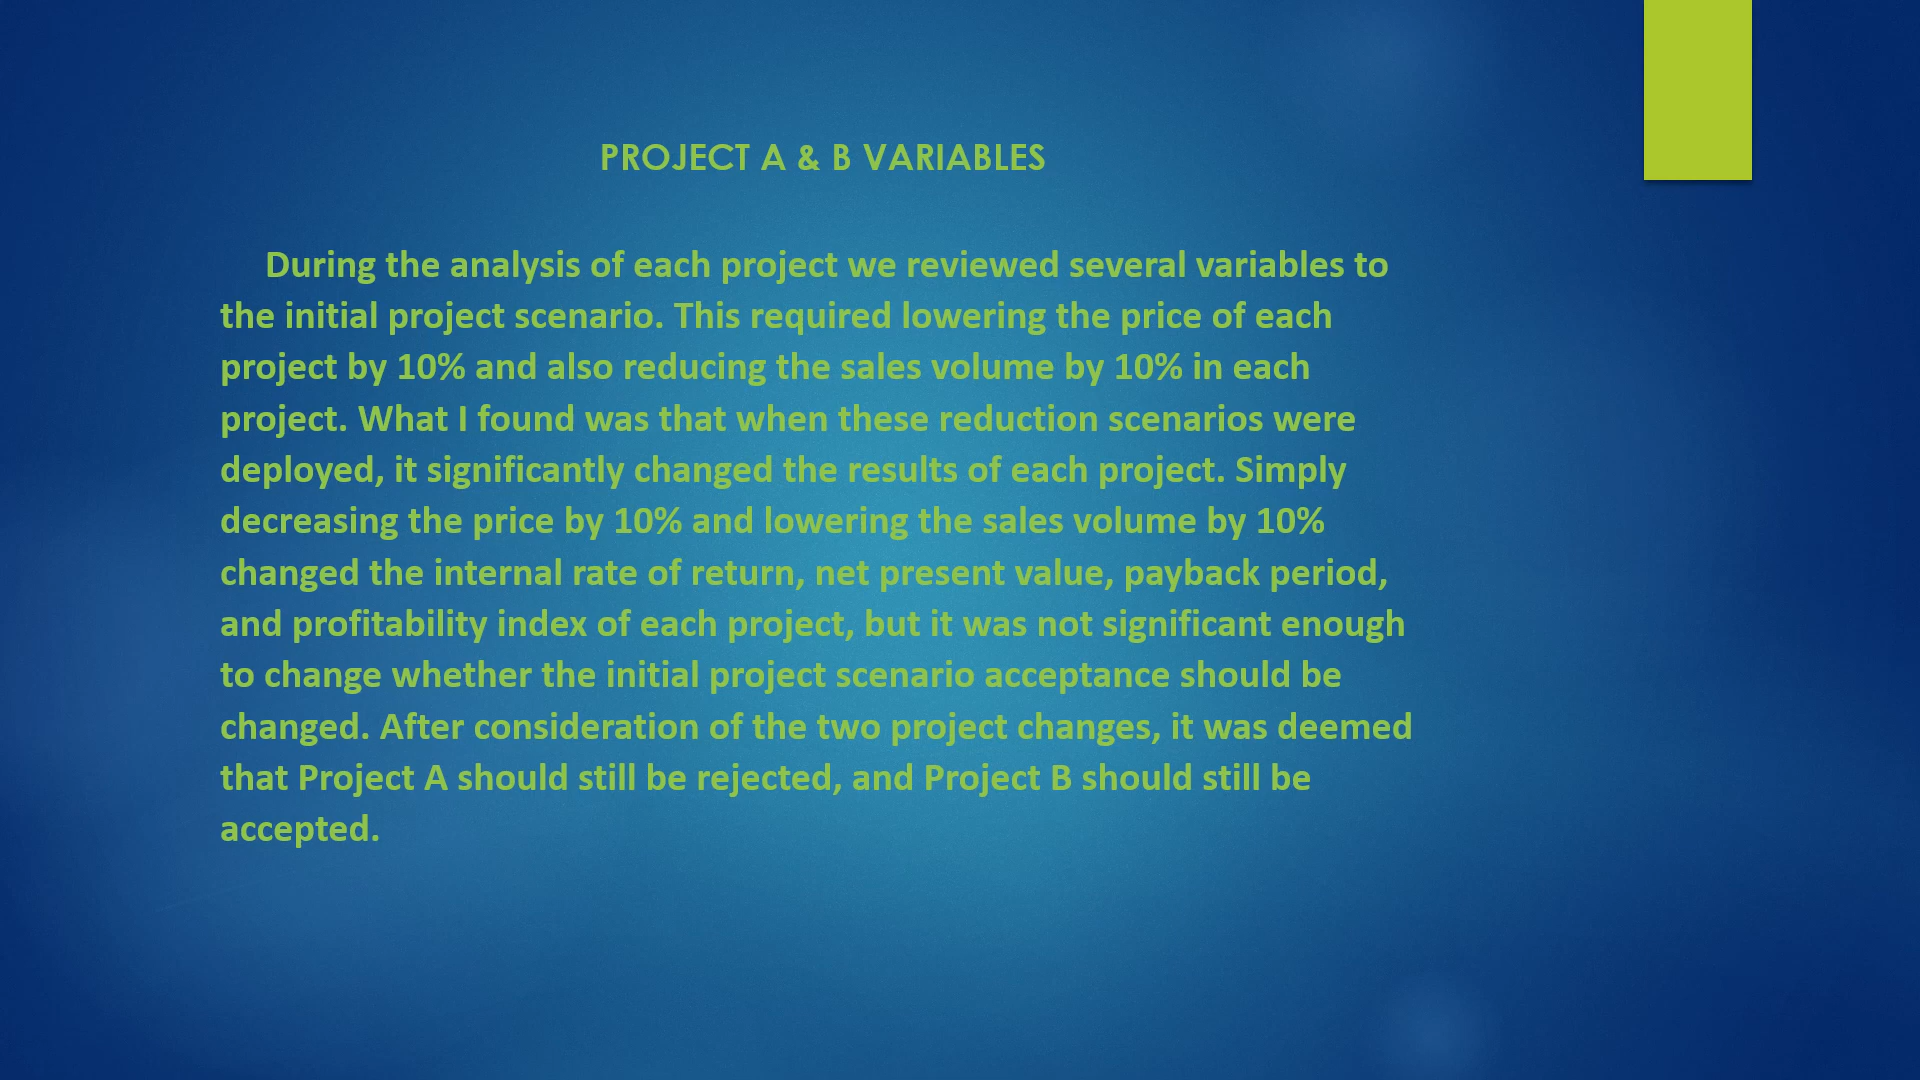 PROJECT A & B VARIABLES
During the analysis of each project we reviewed several variables to
the initial project scenario. This required lowering the price of each
project by 10% and also reducing the sales volume by 10% in each
project. What I found was that when these reduction scenarios were
deployed, it significantly changed the results of each project. Simply
decreasing the price by 10% and lowering the sales volume by 10%
changed the internal rate of return, net present value, payback period,
and profitability index of each project, but it was not significant enough
to change whether the initial project scenario acceptance should be
changed. After consideration of the two project changes, it was deemed
that Project A should still be rejected, and Project B should still be
accepted.